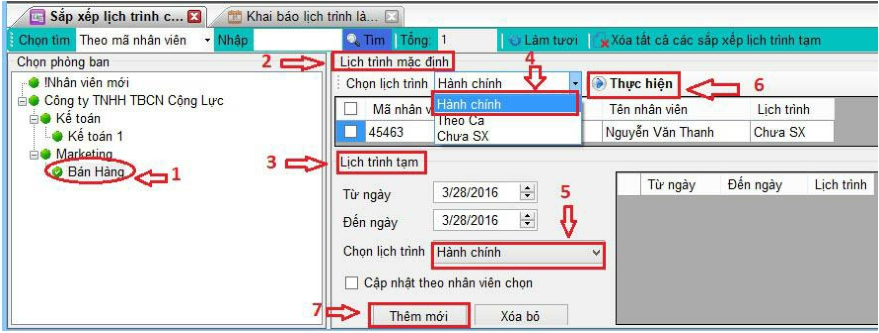 Sắp xếp lịch trình c... Khai báo lịch trình là...
Chọn tìm Theo mã nhân viên Nhập Tìm Tổng: 1 Làm tươi Xóa tất cả các sắp xếp lịch trình tạm
Chọn phòng ban
!Nhân viên mới
Công ty TNHH TBCN Cộng Lực
Kế toán
Kế toán 1
Marketing
Bán Hàng
1
2
Lịch trình mặc định
4
Chọn lịch trình Hành chính Thực hiện
6
Mã nhân v Tên nhân viên Lịch trình
Hành chính
Theo Ca
Chưa SX
45463 Nguyễn Văn Thanh Chưa SX
3
Lịch trình tạm
Từ ngày 3/28/2016
Đến ngày 3/28/2016
5
Chọn lịch trình Hành chính
Cập nhật theo nhân viên chọn
7
Thêm mới Xóa bỏ
Từ ngày Đến ngày Lịch trình